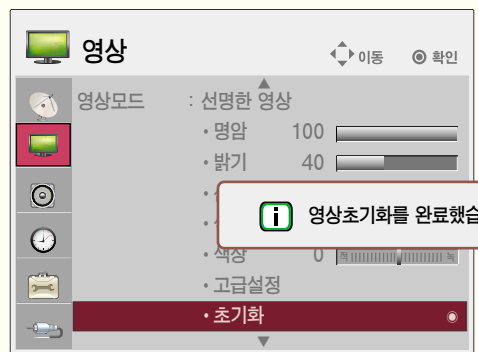 영상
이동 확인
영상모드 : 선명한 영상
• 명암 100
• 밝기 40
영상초기화를 완료했습
• 색상 0 적 녹
• 고급설정
• 초기화